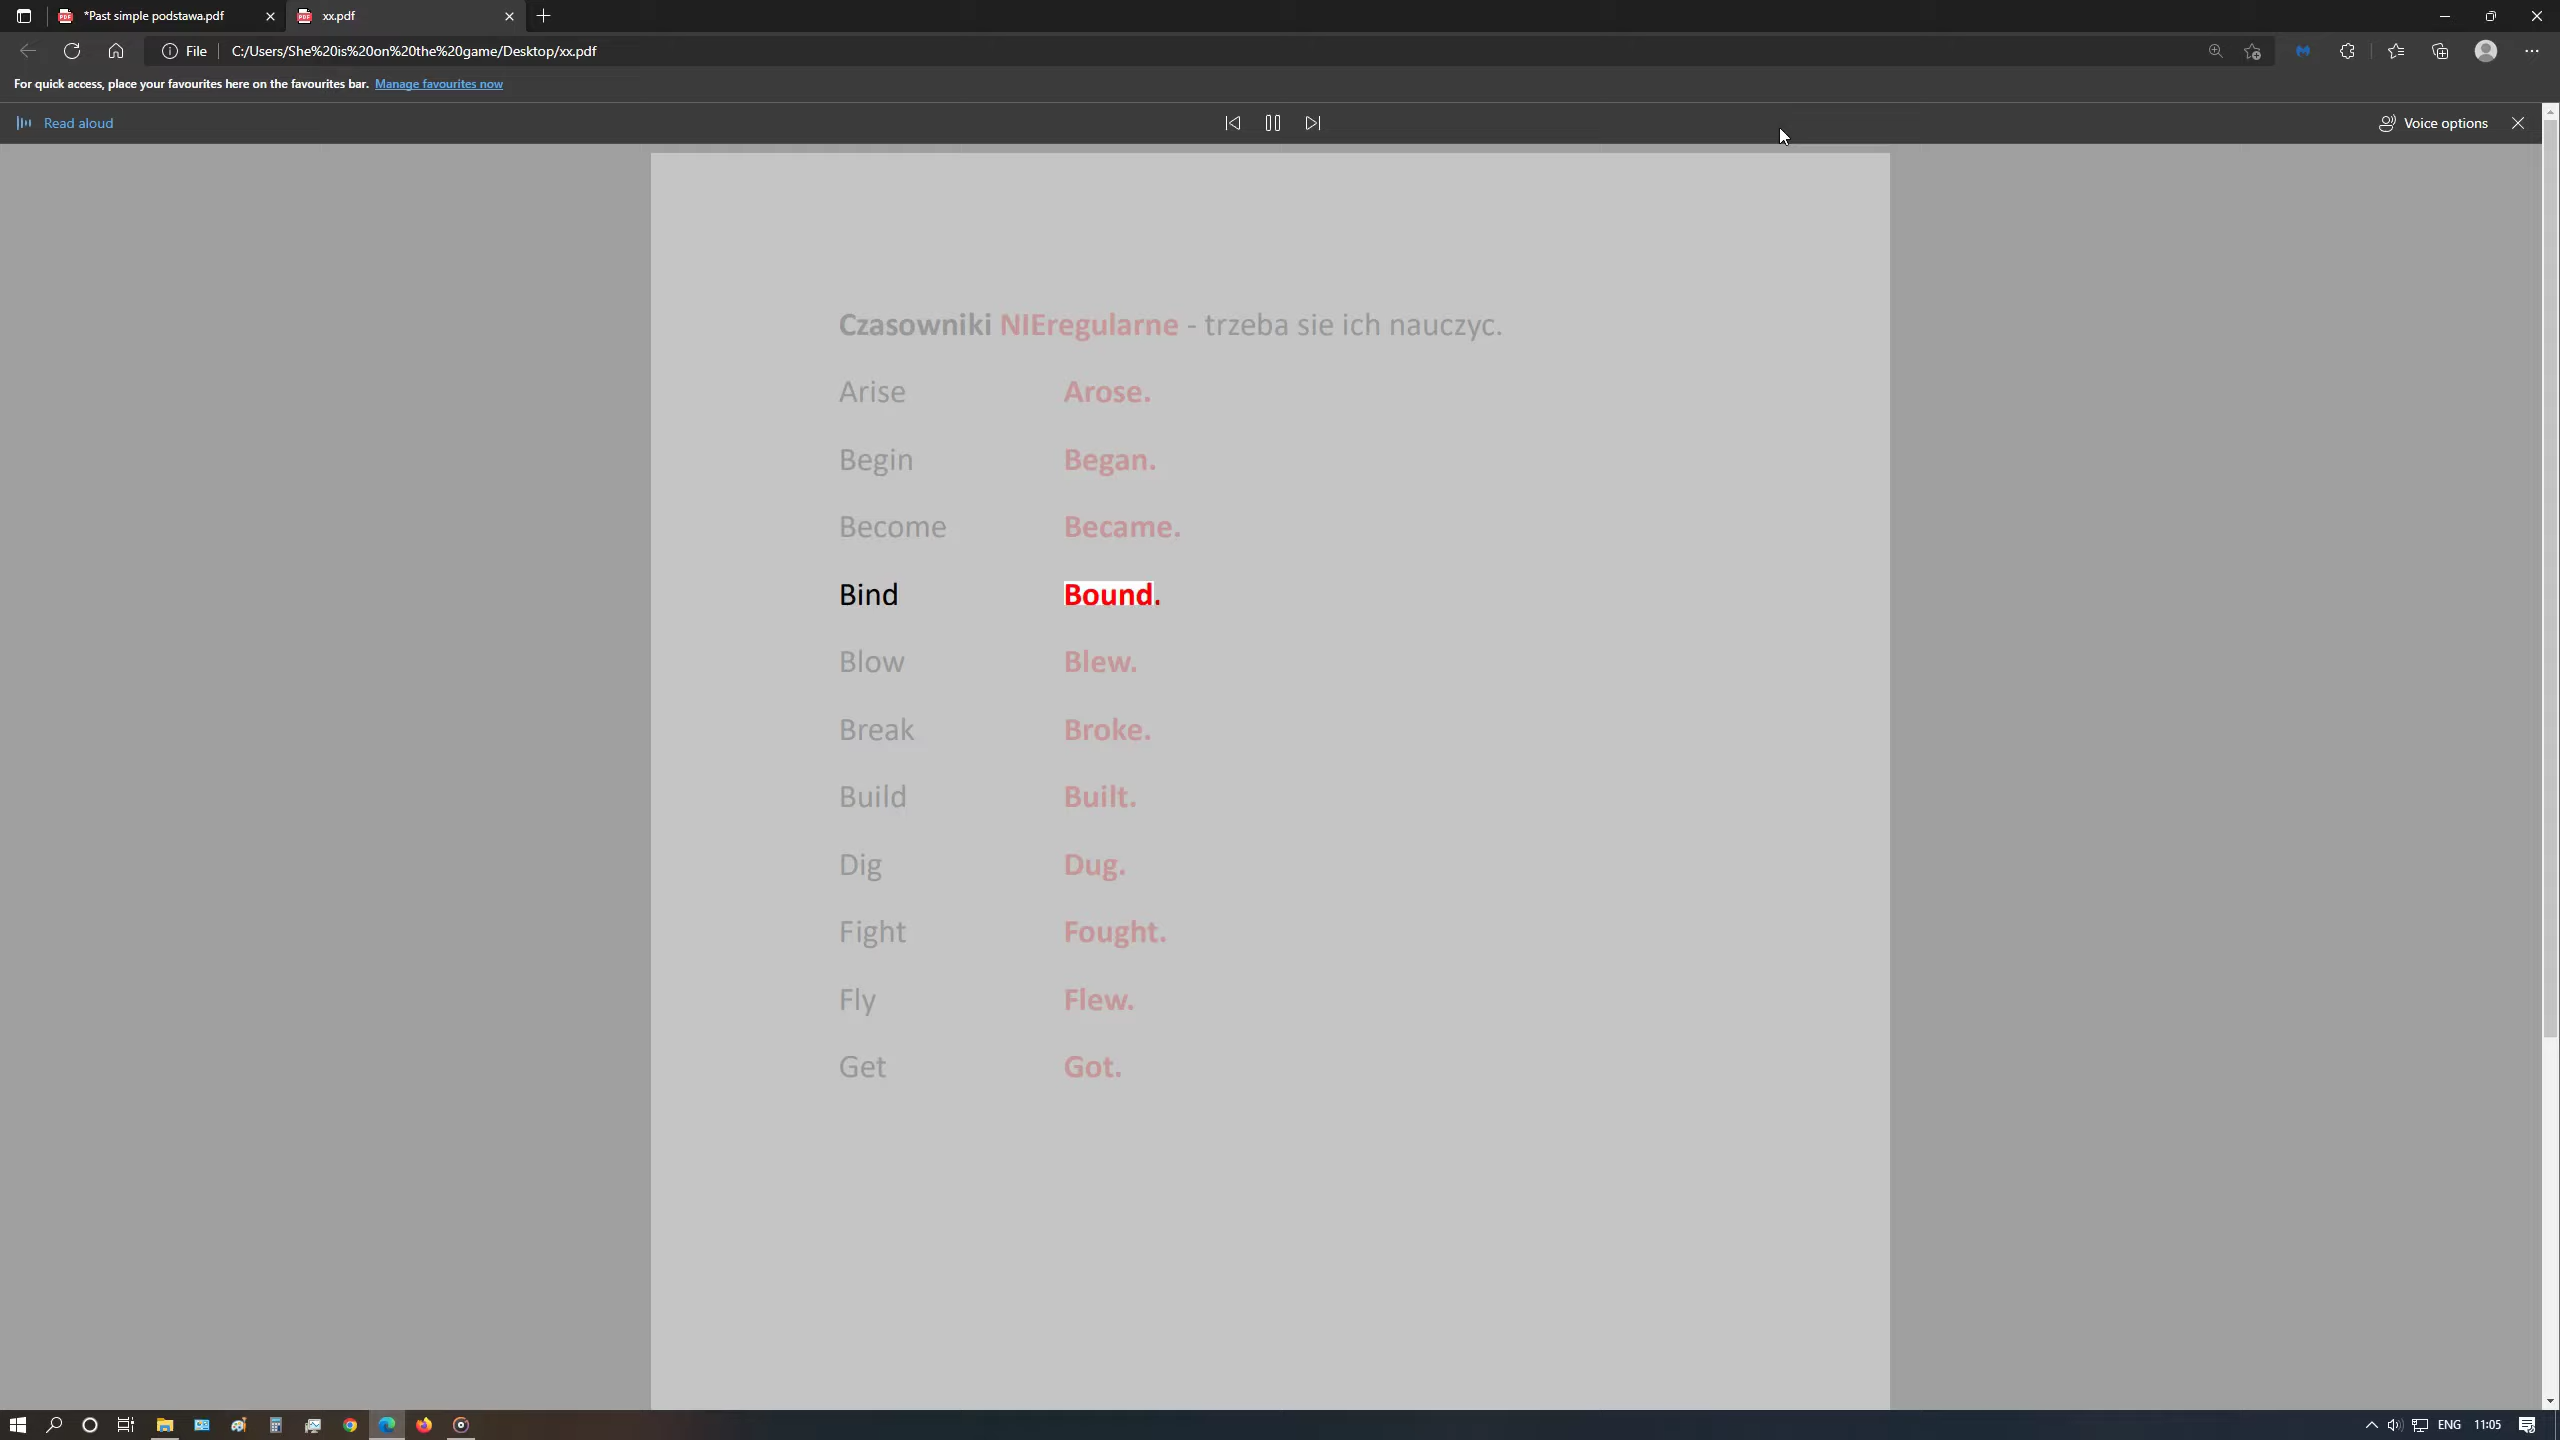 *Past simple podstawa.pdf
xx.pdf
File C:/Users/She%20is%20on%20the%20game/Desktop/xx.pdf
For quick access, place your favourites here on the favourites bar. Manage favourites now
Read aloud
Voice options
Czasowniki NIEregularne - trzeba sie ich nauczyc.
Arise Arose.
Begin Began.
Become Became.
Bind Bound.
Blow Blew.
Break Broke.
Build Built.
Dig Dug.
Fight Fought.
Fly Flew.
Get Got.
ENG 11:05